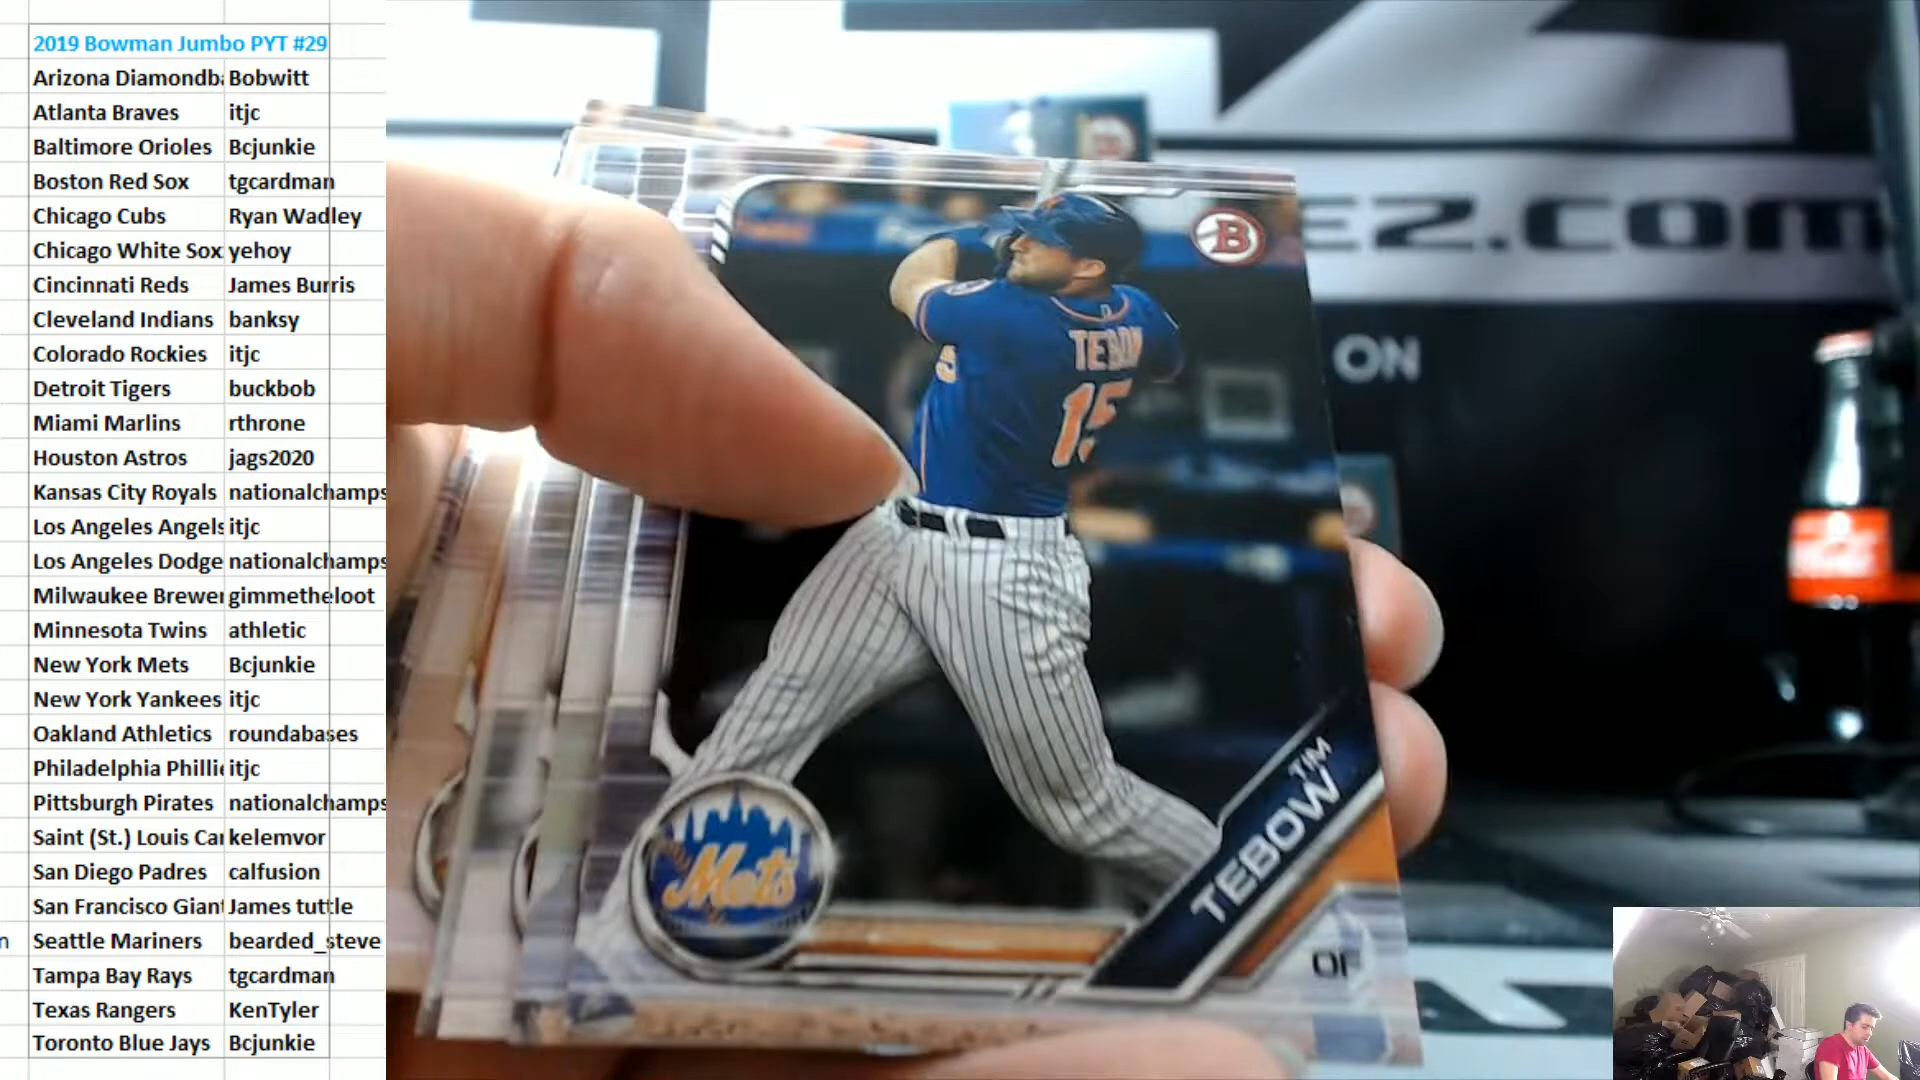 2019 Bowman Jumbo PYT #29
Arizona Diamondba Bobwitt
Atlanta Braves itjc
Baltimore Orioles Bcjunkie
Boston Red Sox tgcardman
Chicago Cubs Ryan Wadley
Chicago White Sox yehoy
Cincinnati Reds James Burris
Cleveland Indians banksy
Colorado Rockies itjc
Detroit Tigers buckbob
Miami Marlins rthrone
Houston Astros jags2020
Kansas City Royals nationalchamps
Los Angeles Angels itjc
Los Angeles Dodge nationalchamps
Milwaukee Brewer gimmetheloot
Minnesota Twins athletic
New York Mets Bcjunkie
New York Yankees itjc
Oakland Athletics roundabases
Philadelphia Phillie itjc
Pittsburgh Pirates nationalchamps
Saint (St.) Louis Car kelemvor
San Diego Padres calfusion
San Francisco Giant James tuttle
n Seattle Mariners bearded_steve
Tampa Bay Rays tgcardman
Texas Rangers KenTyler
Toronto Blue Jays Bcjunkie
B
TEBOW
15
Mets
TIM
TEBOW
OF
EZ.com
ON